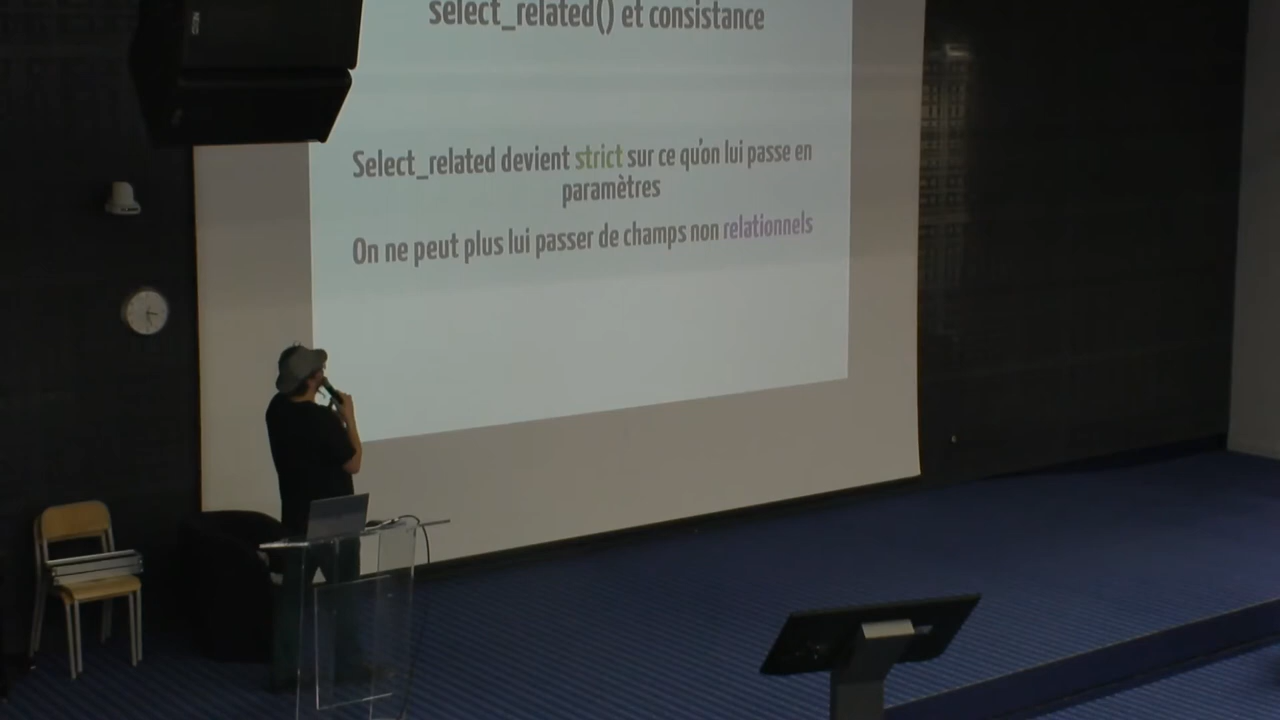 select_related() et consistance
Select_related devient strict sur ce qu'on lui passe en
paramètres
On ne peut plus lui passer de champs non relationnels